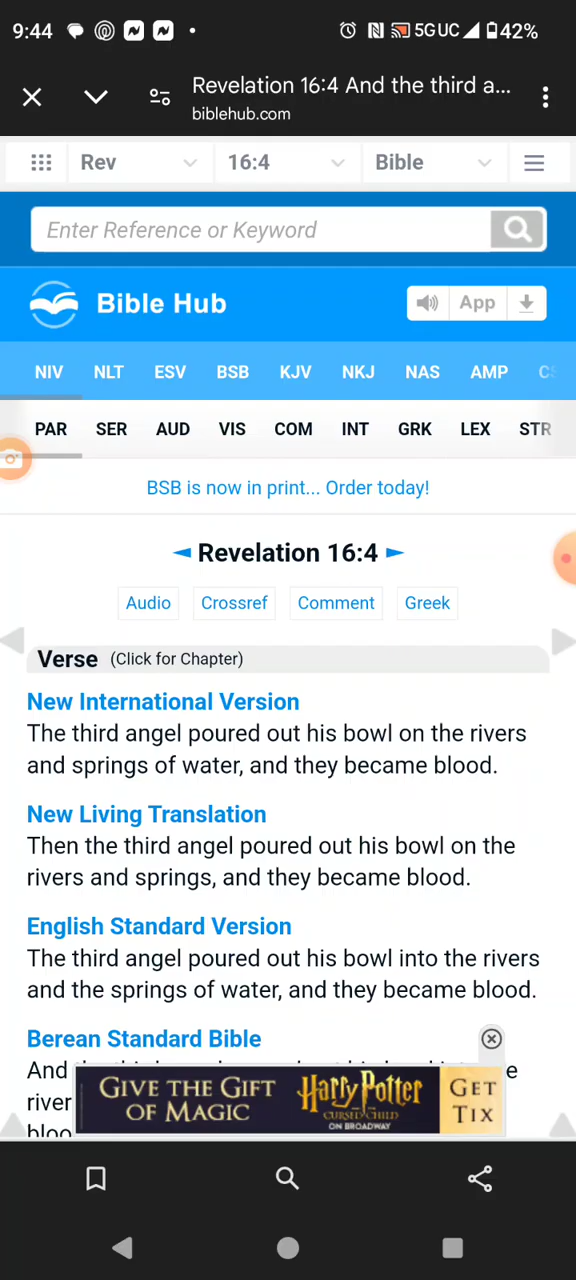 9:44
5G UC 42%
Revelation 16:4 And the third a...
biblehub.com
Rev 16:4 Bible
Enter Reference or Keyword
Bible Hub App
NIV NLT ESV BSB KJV NKJ NAS AMP
PAR SER AUD VIS COM INT GRK LEX STR
BSB is now in print... Order today!
◄ Revelation 16:4 ►
Audio Crossref Comment Greek
Verse (Click for Chapter)
New International Version
The third angel poured out his bowl on the rivers
and springs of water, and they became blood.
New Living Translation
Then the third angel poured out his bowl on the
rivers and springs, and they became blood.
English Standard Version
The third angel poured out his bowl into the rivers
and the springs of water, and they became blood.
Berean Standard Bible
And
GIVE THE GIFT
OF MAGIC
Harry Potter
AND THE
CURSED CHILD
ON BROADWAY
GET
TIX